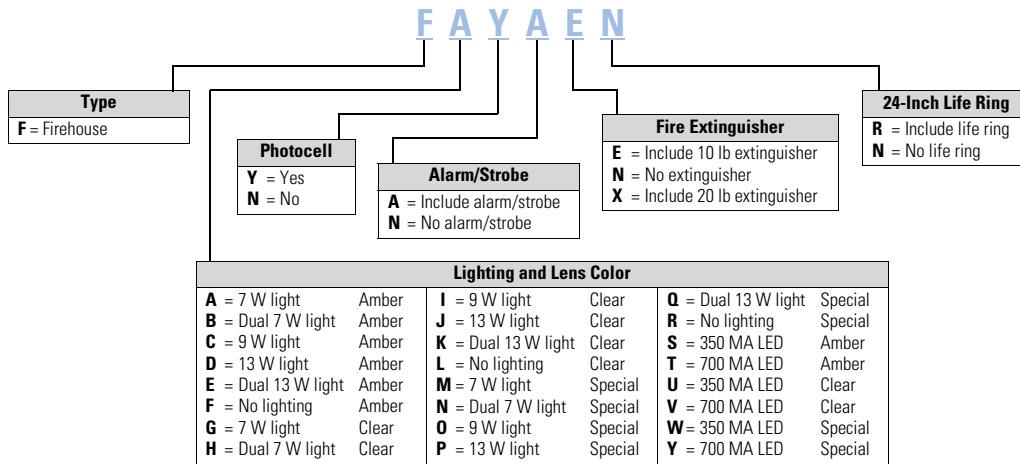 F A Y A E N
Type
F = Firehouse
Photocell
Y = Yes
N = No
Alarm/Strobe
A = Include alarm/strobe
N = No alarm/strobe
Fire Extinguisher
E = Include 10 lb extinguisher
N = No extinguisher
X = Include 20 lb extinguisher
24-Inch Life Ring
R = Include life ring
N = No life ring
Lighting and Lens Color
A = 7 W light Amber
B = Dual 7 W light Amber
C = 9 W light Amber
D = 13 W light Amber
E = Dual 13 W light Amber
F = No lighting Amber
G = 7 W light Clear
H = Dual 7 W light Clear
I = 9 W light Clear
J = 13 W light Clear
K = Dual 13 W light Clear
L = No lighting Clear
M = 7 W light Special
N = Dual 7 W light Special
O = 9 W light Special
P = 13 W light Special
Q = Dual 13 W light Special
R = No lighting Special
S = 350 MA LED Amber
T = 700 MA LED Amber
U = 350 MA LED Clear
V = 700 MA LED Clear
W = 350 MA LED Special
Y = 700 MA LED Special